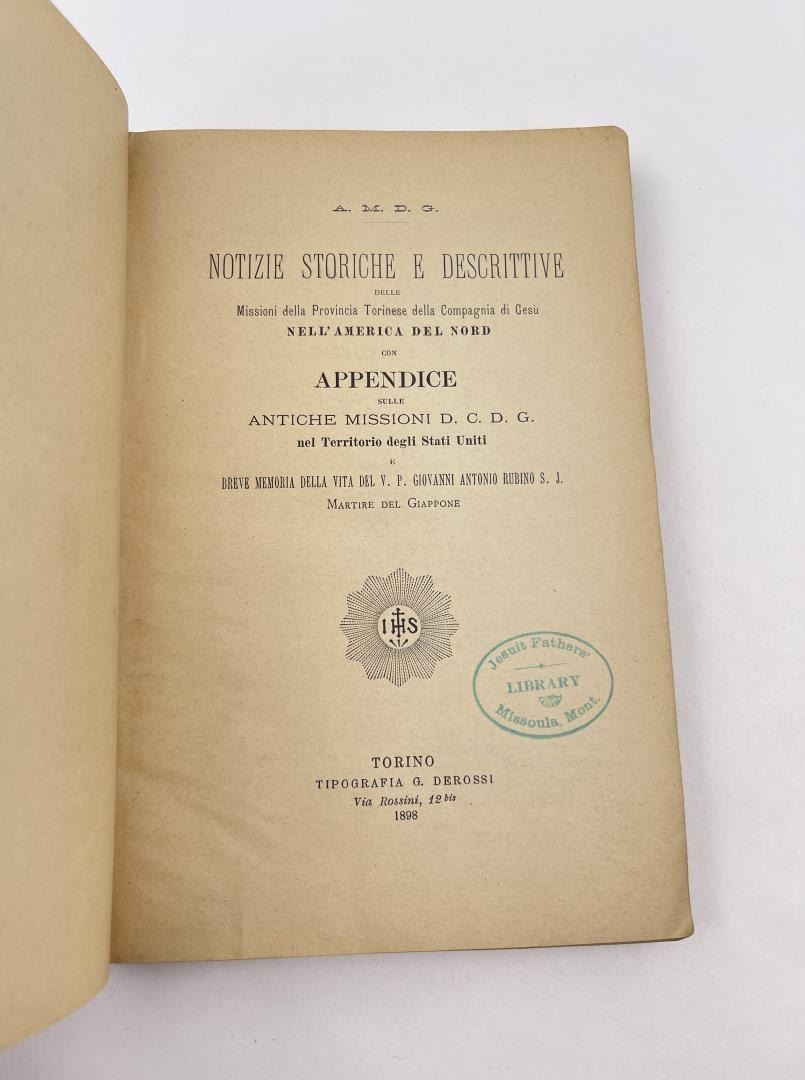 A. M. D. G.
NOTIZIE STORICHE E DESCRITTIVE
DELLE
Missioni della Provincia Torinese della Compagnia di Gesù
NELL'AMERICA DEL NORD
CON
APPENDICE
SULLE
ANTICHE MISSIONI D. C. D. G.
nel Territorio degli Stati Uniti
E
BREVE MEMORIA DELLA VITA DEL V. P. GIOVANNI ANTONIO RUBINO S. J.
MARTIRE DEL GIAPPONE
IHS
Jesuit Fathers'
LIBRARY
Missoula, Mont.
TORINO
TIPOGRAFIA G. DEROSSI
Via Rossini, 12 bis
1898